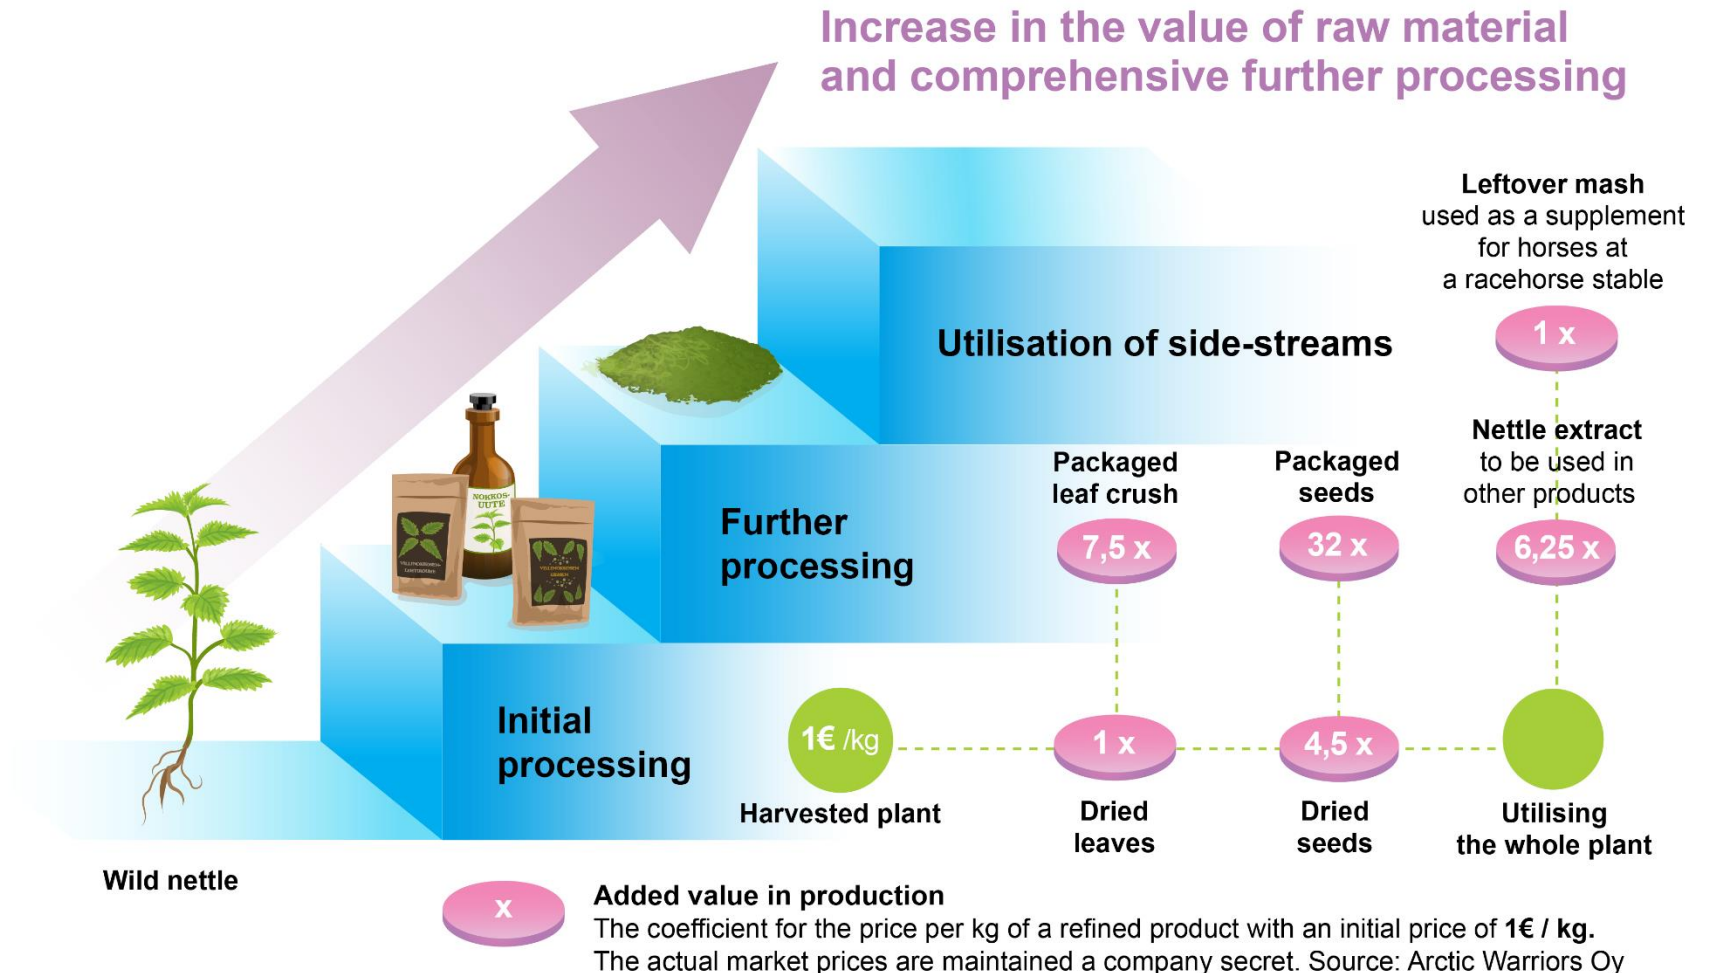 Increase in the value of raw material
and comprehensive further processing
Leftover mash
used as a supplement
for horses at
a racehorse stable
1 x
Utilisation of side-streams
Nettle extract
to be used in
other products
6,25 x
Packaged
seeds
32 x
Packaged
leaf crush
7,5 x
Further
processing
NOKKOS-
UUTE
Initial
processing
1€ /kg
Harvested plant
1 x
Dried
leaves
4,5 x
Dried
seeds
Utilising
the whole plant
Wild nettle
x
Added value in production
The coefficient for the price per kg of a refined product with an initial price of 1€ / kg.
The actual market prices are maintained a company secret. Source: Arctic Warriors Oy